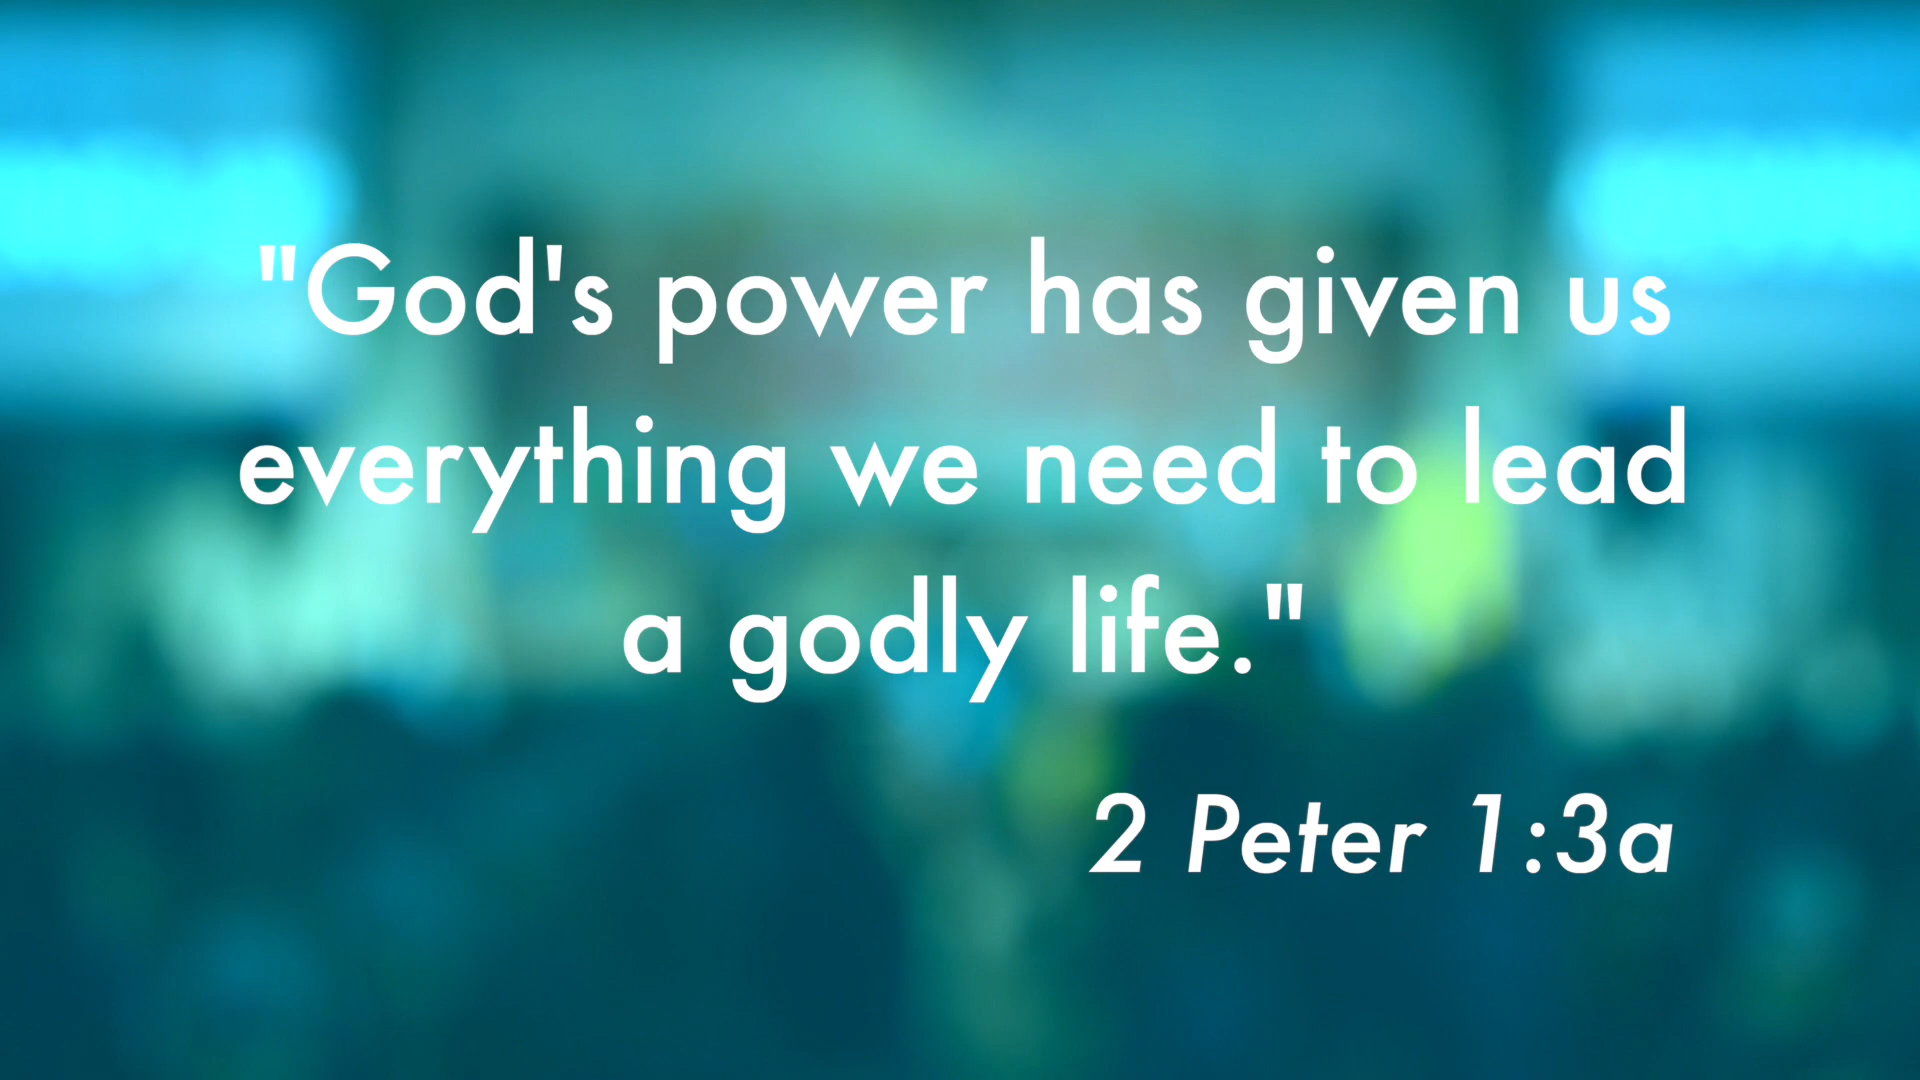 "God's power has given us
everything we need to lead
a godly life."
2 Peter 1:3a